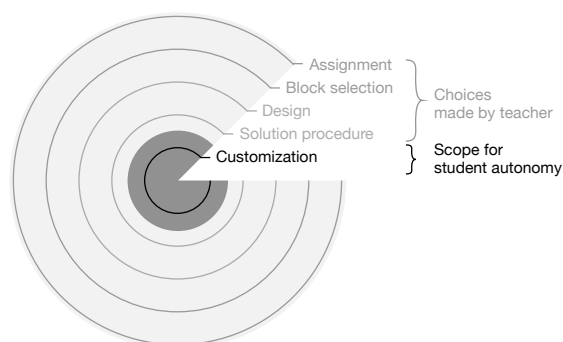 Assignment
Block selection
Design
Solution procedure
Customization
Choices
made by teacher
Scope for
student autonomy